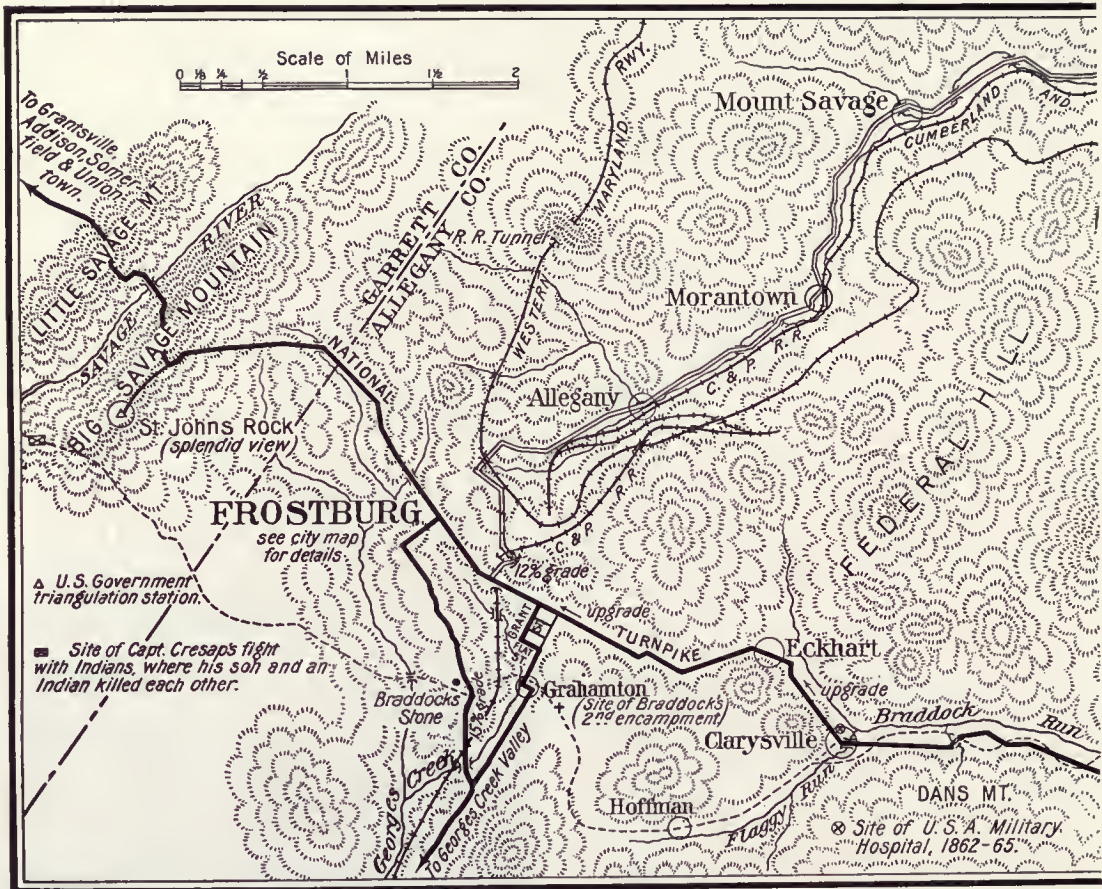 Scale of Miles
0 ⅛ ¼ ½ 1 1½ 2
To Grantsville,
Addison, Somer-
field & Union-
town.
LITTLE SAVAGE MT.
SAVAGE RIVER
BIG SAVAGE MOUNTAIN
St. Johns Rock
(splendid view)
GARRETT CO.
ALLEGANY CO.
R.R. Tunnel
WESTERN MARYLAND RWY.
Mount Savage
CUMBERLAND AND
Morantown
C. & P. R.R.
Allegany
C. & P. R.R.
FEDERAL HILL
NATIONAL TURNPIKE
FROSTBURG
see city map
for details.
12% grade
upgrade
U.S. Government
triangulation station.
Site of Capt. Cresap's fight
with Indians, where his son and an
Indian killed each other.
Braddocks
Stone
GRANT
ST.
Grahamton
(Site of Braddocks
2nd encampment)
Eckhart
upgrade
Braddock Run
Clarysville
Georges Creek
To Georges Creek Valley
Hoffman
Flaggy Run
DANS MT.
Site of U.S.A. Military
Hospital, 1862-65.